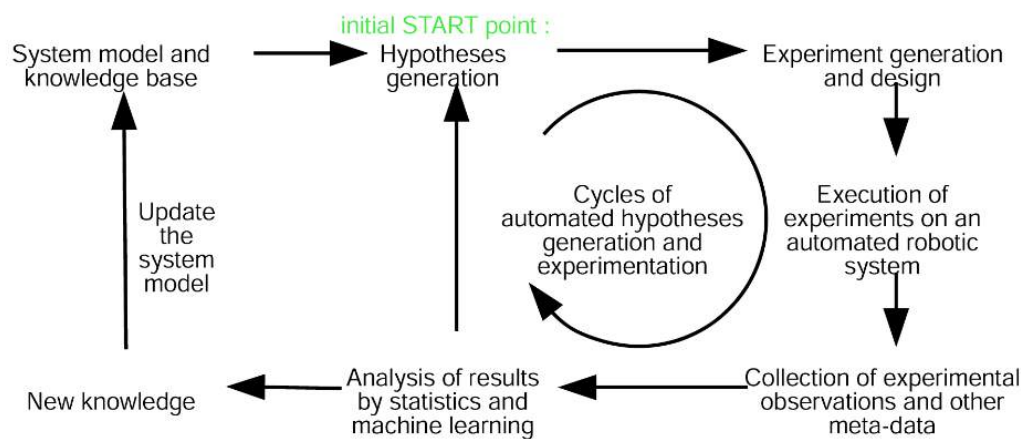 initial START point :
System model and
knowledge base
Hypotheses
generation
Experiment generation
and design
Update
the
system
model
Cycles of
automated hypotheses
generation and
experimentation
Execution of
experiments on an
automated robotic
system
New knowledge
Analysis of results
by statistics and
machine learning
Collection of experimental
observations and other
meta-data